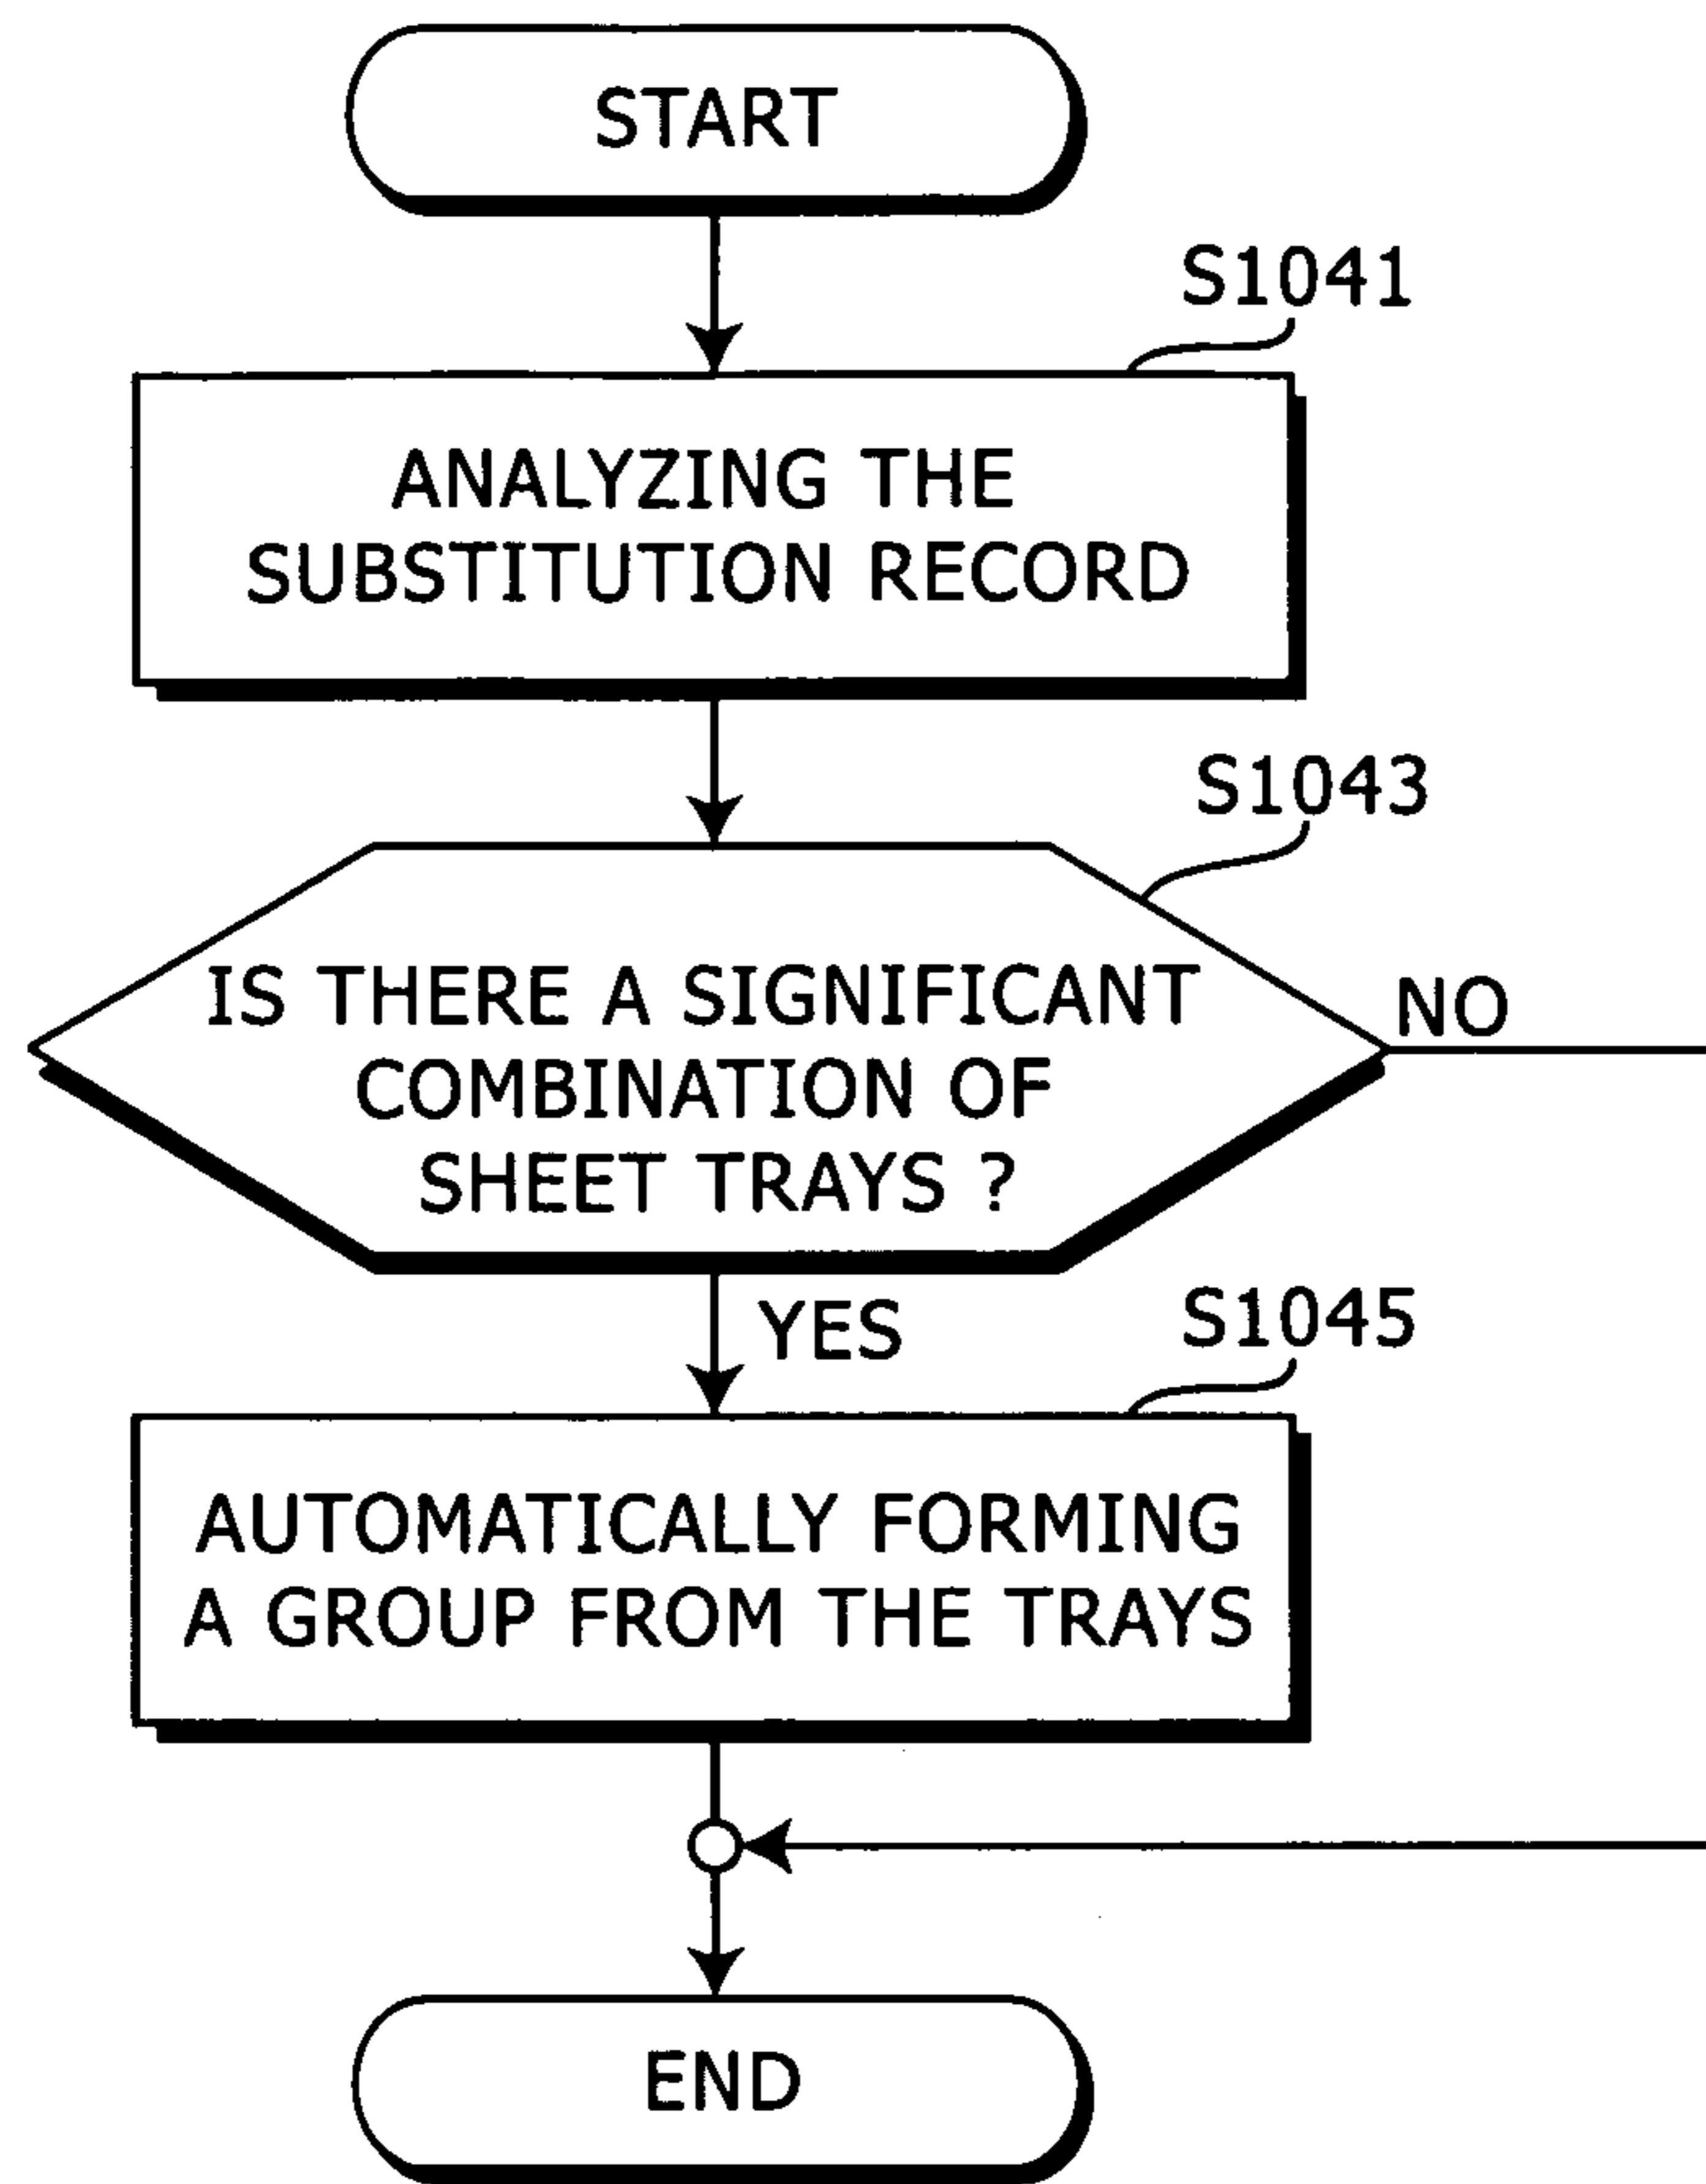 START
S1041
ANALYZING THE
SUBSTITUTION RECORD
S1043
IS THERE A SIGNIFICANT
COMBINATION OF
SHEET TRAYS ?
NO
YES
S1045
AUTOMATICALLY FORMING
A GROUP FROM THE TRAYS
END